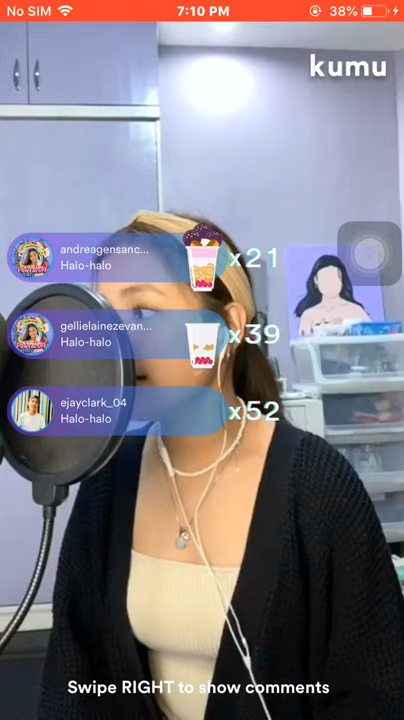 No SIM
7:10 PM
38%
kumu
andreagensanc...
Halo-halo
x21
gellielainezevan...
Halo-halo
x39
ejayclark_04
Halo-halo
x52
Swipe RIGHT to show comments